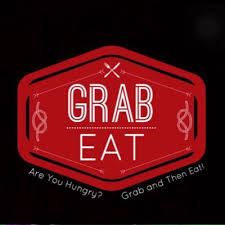 GRAB
EAT
Are You Hungry?
Grab and Then Eat!